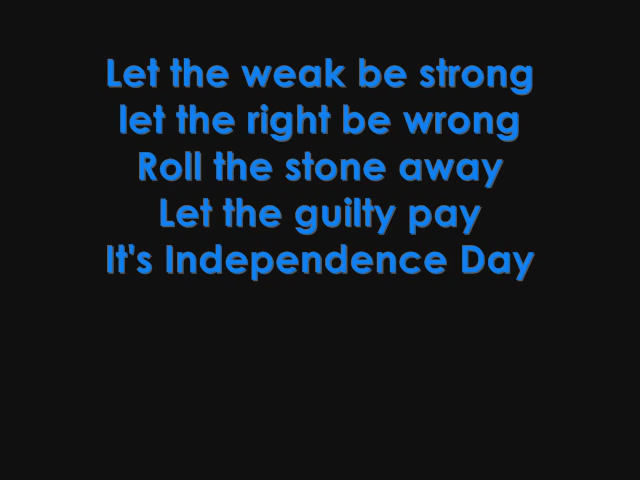 Let the weak be strong
let the right be wrong
Roll the stone away
Let the guilty pay
It's Independence Day